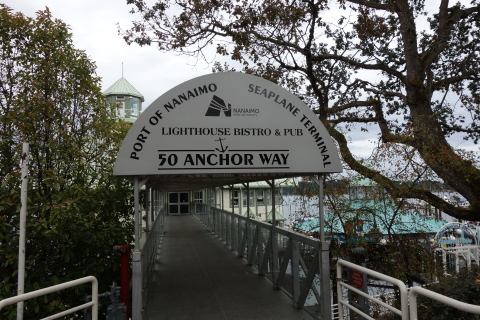 PORT OF NANAIMO SEAPLANE TERMINAL
NANAIMO
LIGHTHOUSE BISTRO & PUB
50 ANCHOR WAY